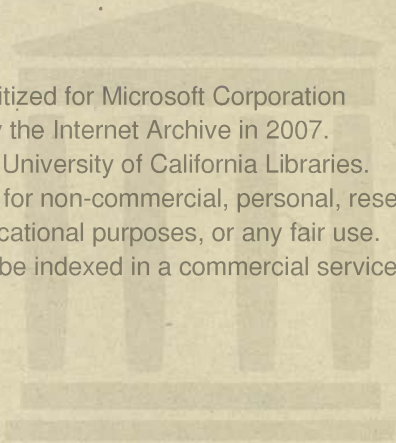 itized for Microsoft Corporation
the Internet Archive in 2007.
University of California Libraries.
for non-commercial, personal, rese
cational purposes, or any fair use.
be indexed in a commercial service